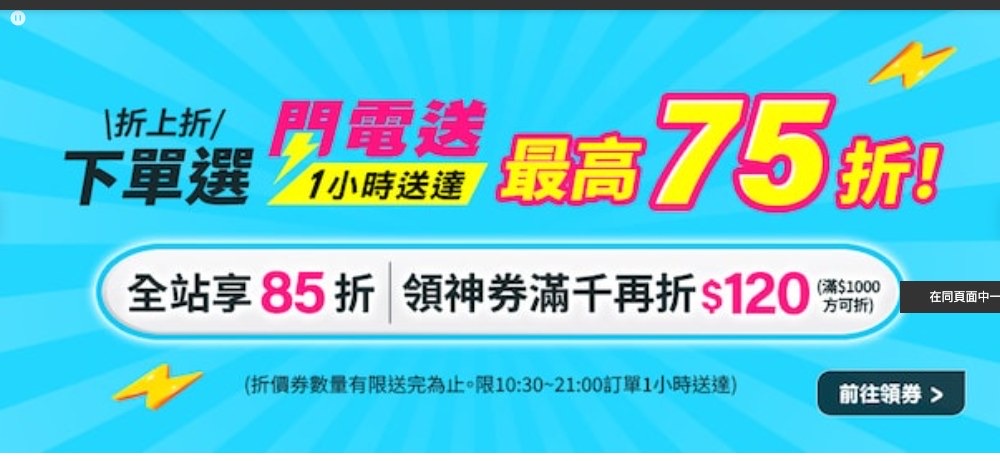 \折上折/
下單選
閃電送
1小時送達
最高75折!
全站享85折|領神券滿千再折$120
(滿$1000
方可折)
在同頁面中一
(折價券數量有限送完為止。限10:30~21:00訂單1小時送達)
前往領券 >